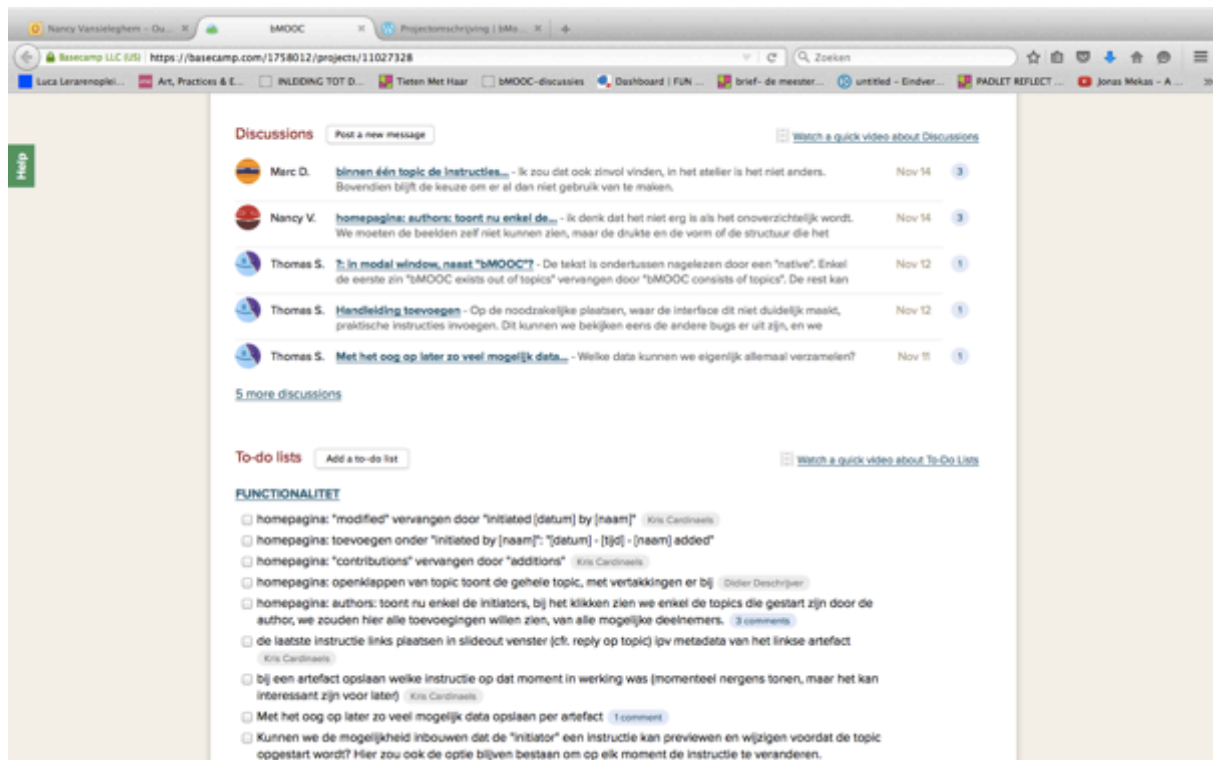 Nancy Vansieleghem - Ou...
bMOOC
Projectomschrijving | bMo...
Basecamp LLC (US) https://basecamp.com/1758012/projects/11027328
Zoeken
Luca Lerarenoplei...
Art, Practices & E...
INLEIDING TOT D...
Tieten Met Haar
bMOOC-discussies
Dashboard | FUN ...
brief- de meester...
untitled - Eindver...
PADLET REFLECT ...
Jonas Mekas - A ...
Help
Discussions Post a new message Watch a quick video about Discussions
Marc D. binnen één topic de instructies... - Ik zou dat ook zinvol vinden, in het atelier is het niet anders. Nov 14 3
Bovendien blijft de keuze om er al dan niet gebruik van te maken.
Nancy V. homepagina: authors: toont nu enkel de... - ik denk dat het niet erg is als het onoverzichtelijk wordt. Nov 14 3
We moeten de beelden zelf niet kunnen zien, maar de drukte en de vorm of de structuur die het
Thomas S. ?: in modal window, naast "bMOOC"? - De tekst is ondertussen nagelezen door een "native". Enkel Nov 12 1
de eerste zin "bMOOC exists out of topics" vervangen door "bMOOC consists of topics". De rest kan
Thomas S. Handleiding toevoegen - Op de noodzakelijke plaatsen, waar de interface dit niet duidelijk maakt, Nov 12 1
praktische instructies invoegen. Dit kunnen we bekijken eens de andere bugs er uit zijn, en we
Thomas S. Met het oog op later zo veel mogelijk data... - Welke data kunnen we eigenlijk allemaal verzamelen? Nov 11 1
5 more discussions
To-do lists Add a to-do list Watch a quick video about To-Do Lists
FUNCTIONALITET
homepagina: "modified" vervangen door "initiated [datum] by [naam]" Kris Cardinaels
homepagina: toevoegen onder "initiated by [naam]": "[datum] - [tijd] - [naam] added"
homepagina: "contributions" vervangen door "additions" Kris Cardinaels
homepagina: openklappen van topic toont de gehele topic, met vertakkingen er bij Didier Deschrijver
homepagina: authors: toont nu enkel de initiators, bij het klikken zien we enkel de topics die gestart zijn door de
author, we zouden hier alle toevoegingen willen zien, van alle mogelijke deelnemers. 3 comments
de laatste instructie links plaatsen in slideout venster (cfr. reply op topic) ipv metadata van het linkse artefact
Kris Cardinaels
bij een artefact opslaan welke instructie op dat moment in werking was (momenteel nergens tonen, maar het kan
interessant zijn voor later) Kris Cardinaels
Met het oog op later zo veel mogelijk data opslaan per artefact 1 comment
Kunnen we de mogelijkheid inbouwen dat de "initiator" een instructie kan previewen en wijzigen voordat de topic
opgestart wordt? Hier zou ook de optie blijven bestaan om op elk moment de instructie te veranderen.